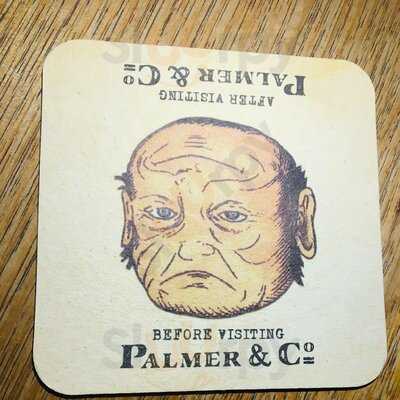 PALMER & Cº
AFTER VISITING
BEFORE VISITING
PALMER & Cº